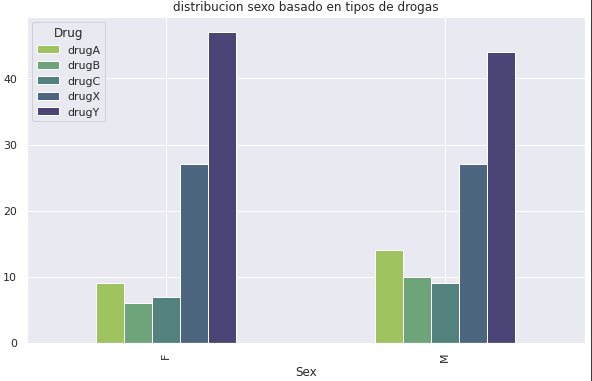 distribucion sexo basado en tipos de drogas
Drug
drugA
drugB
drugC
drugX
drugY
40
30
20
10
0
F
M
Sex